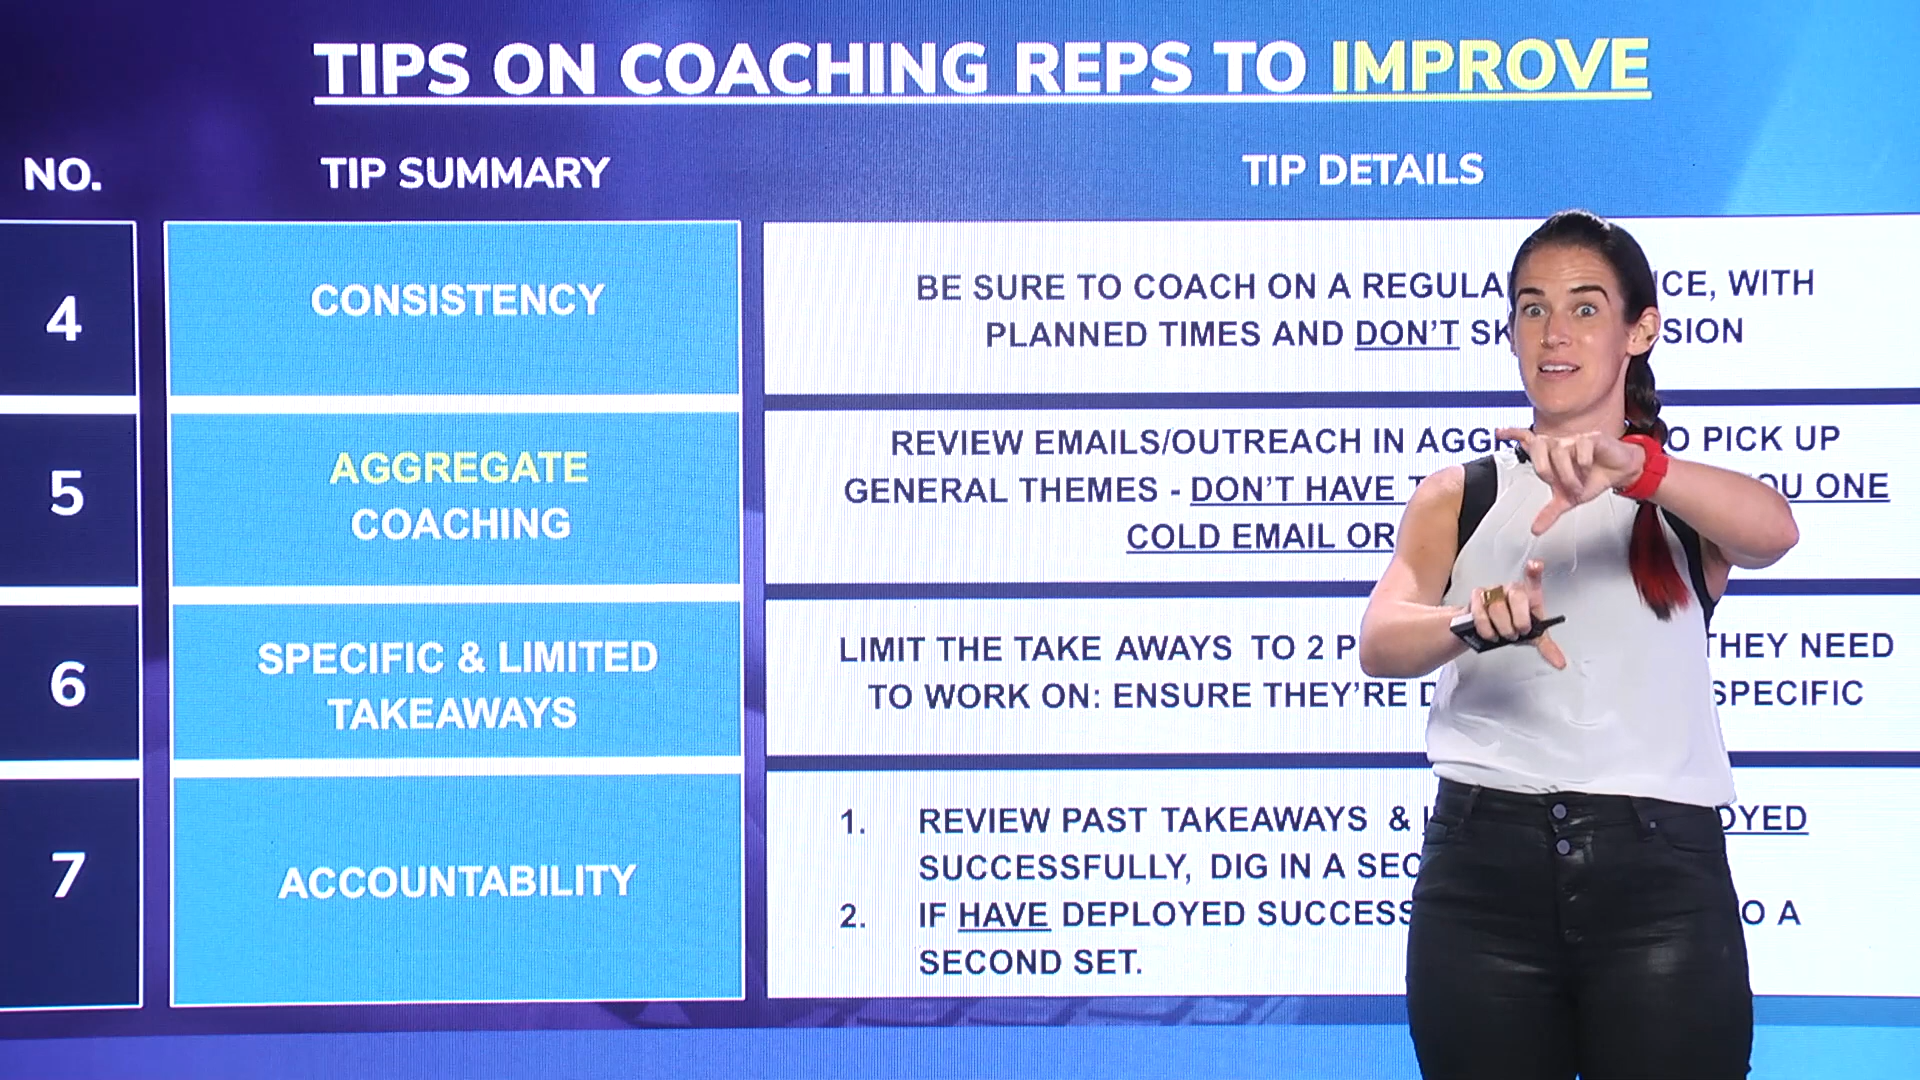 TIPS ON COACHING REPS TO IMPROVE
NO. TIP SUMMARY TIP DETAILS
4
CONSISTENCY
BE SURE TO COACH ON A REGULA CE, WITH
PLANNED TIMES AND DON'T SK SION
5
AGGREGATE
COACHING
REVIEW EMAILS/OUTREACH IN AGGR O PICK UP
GENERAL THEMES - DON'T HAVE OU ONE
COLD EMAIL OR
6
SPECIFIC & LIMITED
TAKEAWAYS
LIMIT THE TAKE AWAYS TO 2 P THEY NEED
TO WORK ON: ENSURE THEY'RE SPECIFIC
7
ACCOUNTABILITY
1. REVIEW PAST TAKEAWAYS & OYED
SUCCESSFULLY, DIG IN A SEC
2. IF HAVE DEPLOYED SUCCESS O A
SECOND SET.